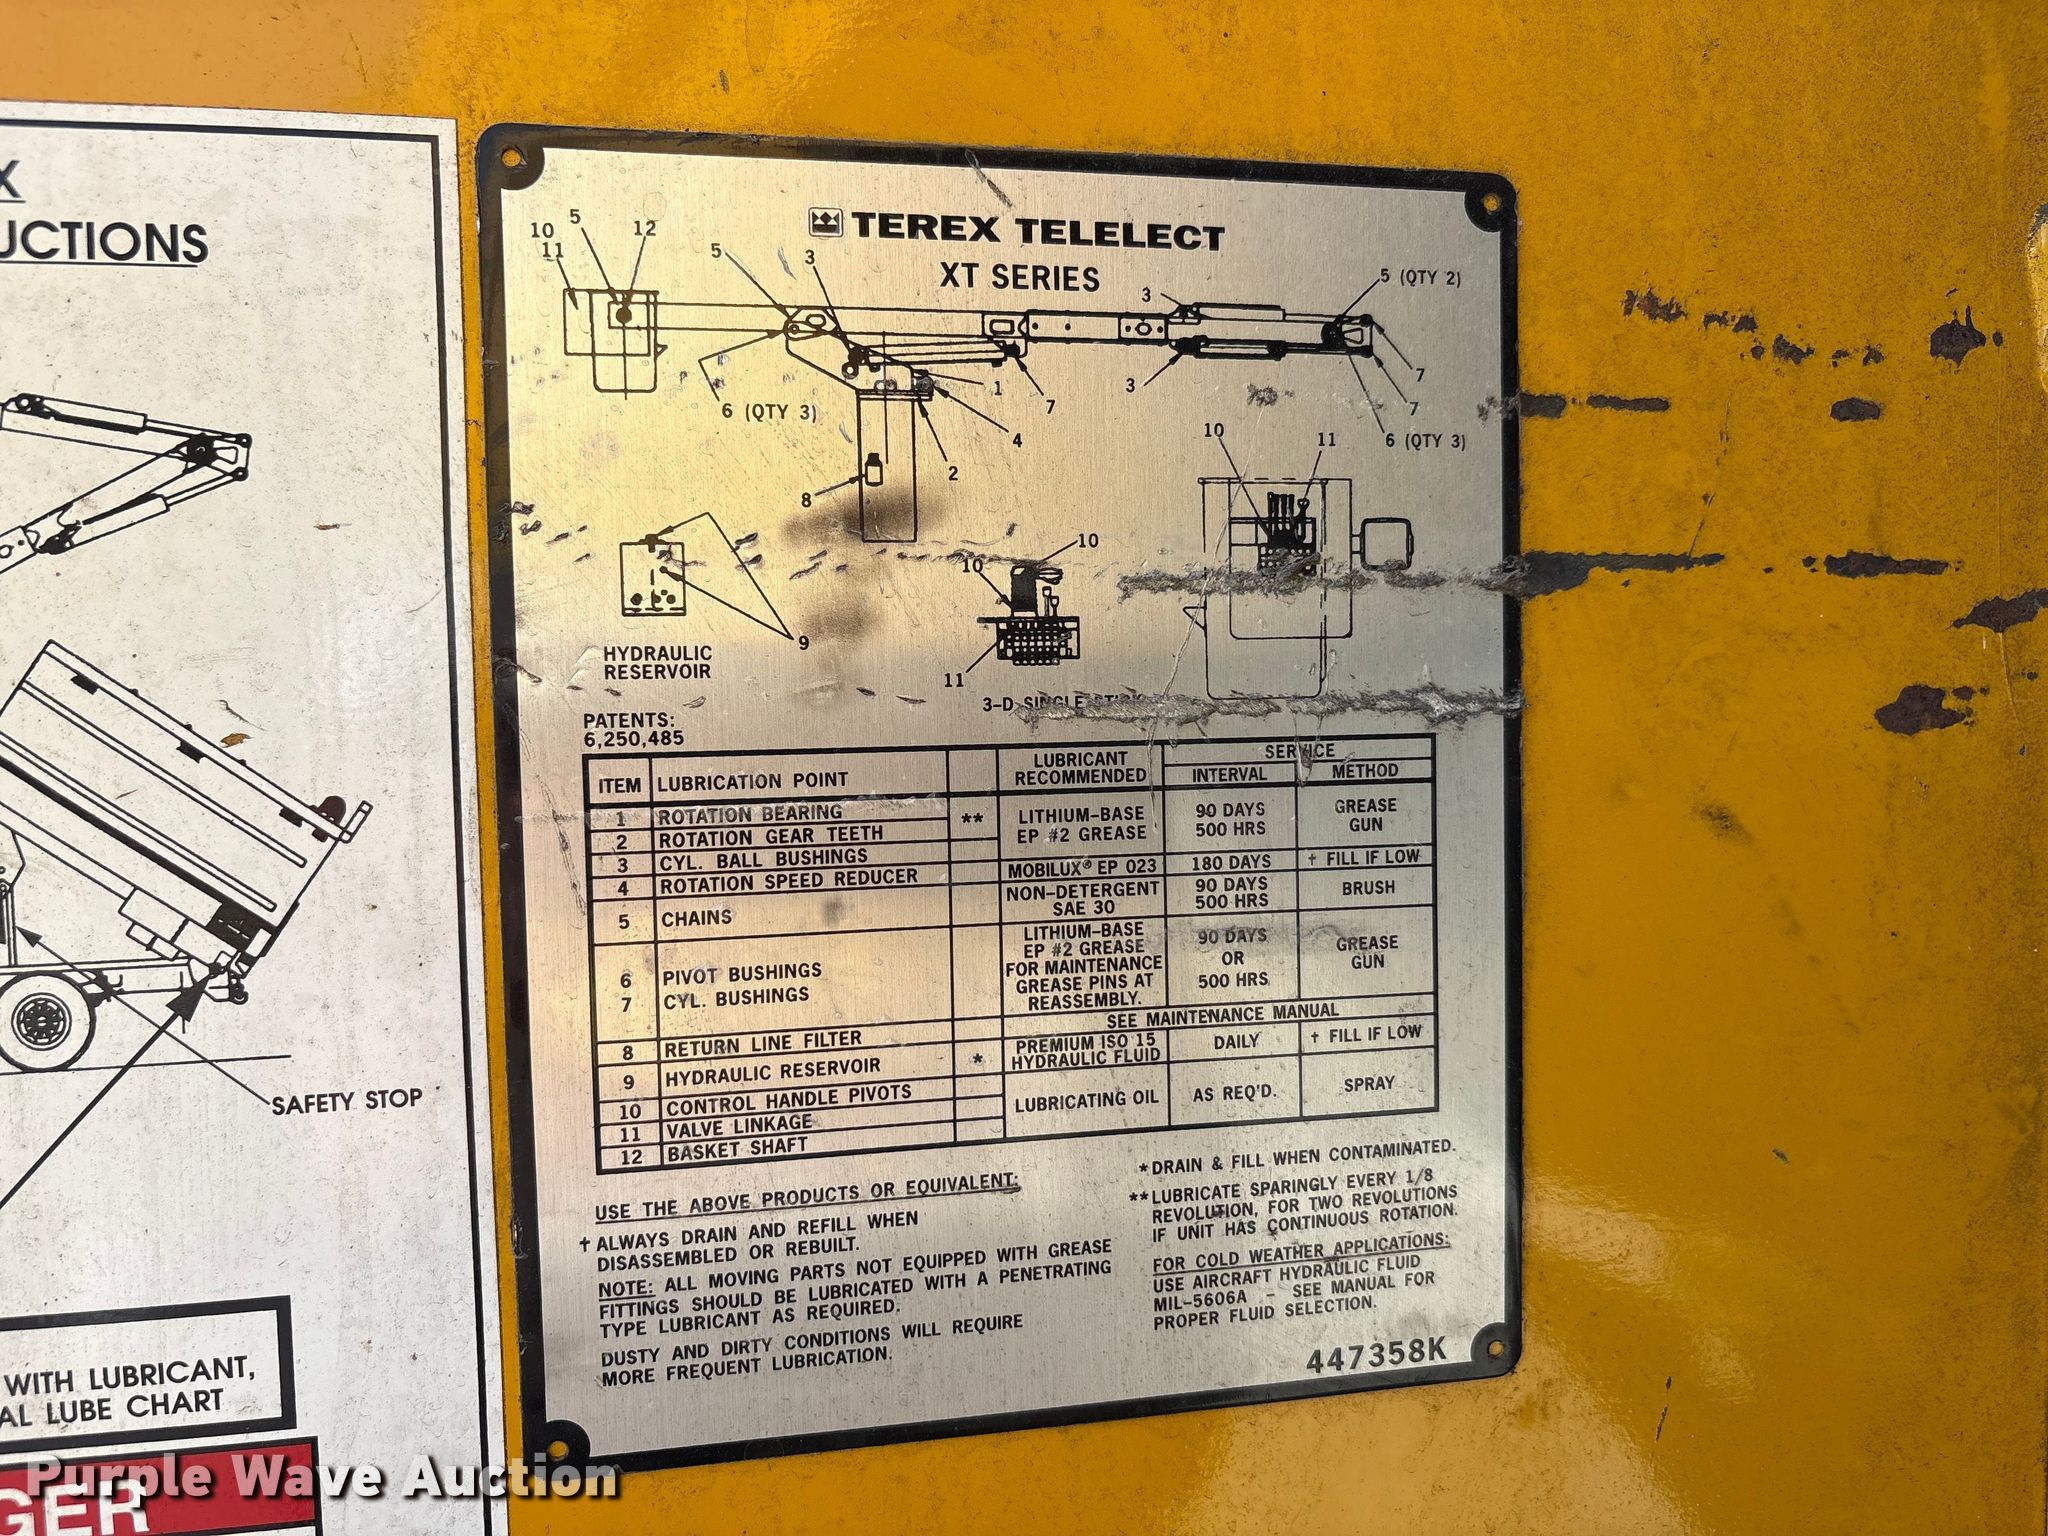 X
UCTIONS
SAFETY STOP
WITH LUBRICANT,
AL LUBE CHART
GER
TEREX TELELECT
XT SERIES
10
5
11
12
5
3
3
5 (QTY 2)
6 (QTY 3)
1
7
4
2
8
3
7
7
6 (QTY 3)
10
11
9
10
10
11
HYDRAULIC
RESERVOIR
3-D SINGLE STICK
PATENTS:
6,250,485
ITEM LUBRICATION POINT LUBRICANT RECOMMENDED SERVICE INTERVAL METHOD
1 ROTATION BEARING ** LITHIUM-BASE EP #2 GREASE 90 DAYS 500 HRS GREASE GUN
2 ROTATION GEAR TEETH
3 CYL. BALL BUSHINGS
4 ROTATION SPEED REDUCER MOBILUX® EP 023 180 DAYS † FILL IF LOW
5 CHAINS NON-DETERGENT SAE 30 90 DAYS 500 HRS BRUSH
6 PIVOT BUSHINGS LITHIUM-BASE EP #2 GREASE FOR MAINTENANCE GREASE PINS AT REASSEMBLY. 90 DAYS OR 500 HRS GREASE GUN
7 CYL. BUSHINGS
8 RETURN LINE FILTER SEE MAINTENANCE MANUAL
9 HYDRAULIC RESERVOIR * PREMIUM ISO 15 HYDRAULIC FLUID DAILY † FILL IF LOW
10 CONTROL HANDLE PIVOTS LUBRICATING OIL AS REQ'D. SPRAY
11 VALVE LINKAGE
12 BASKET SHAFT
USE THE ABOVE PRODUCTS OR EQUIVALENT:
† ALWAYS DRAIN AND REFILL WHEN
DISASSEMBLED OR REBUILT.
NOTE: ALL MOVING PARTS NOT EQUIPPED WITH GREASE
FITTINGS SHOULD BE LUBRICATED WITH A PENETRATING
TYPE LUBRICANT AS REQUIRED.
DUSTY AND DIRTY CONDITIONS WILL REQUIRE
MORE FREQUENT LUBRICATION.
* DRAIN & FILL WHEN CONTAMINATED.
** LUBRICATE SPARINGLY EVERY 1/8
REVOLUTION, FOR TWO REVOLUTIONS
IF UNIT HAS CONTINUOUS ROTATION.
FOR COLD WEATHER APPLICATIONS:
USE AIRCRAFT HYDRAULIC FLUID
MIL-5606A - SEE MANUAL FOR
PROPER FLUID SELECTION.
447358K
Purple Wave Auction